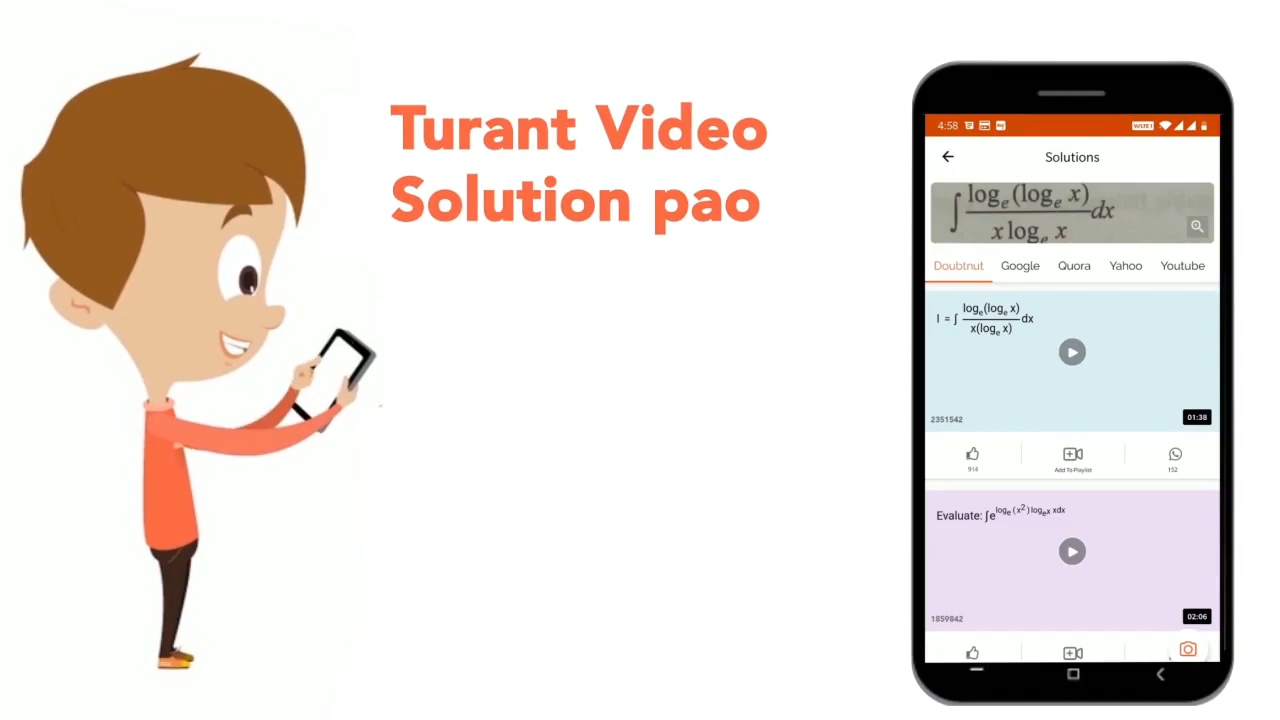 Turant Video
Solution pao
4:58
VoLTE1
Solutions
∫ logₑ(logₑ x) / x logₑ x dx
Doubtnut Google Quora Yahoo Youtube
I = ∫ logₑ(logₑ x) / x(logₑ x) dx
2351542 01:38
914 Add To Playlist 152
Evaluate: ∫e^logₑ(x²)logₑx xdx
1859842 02:06